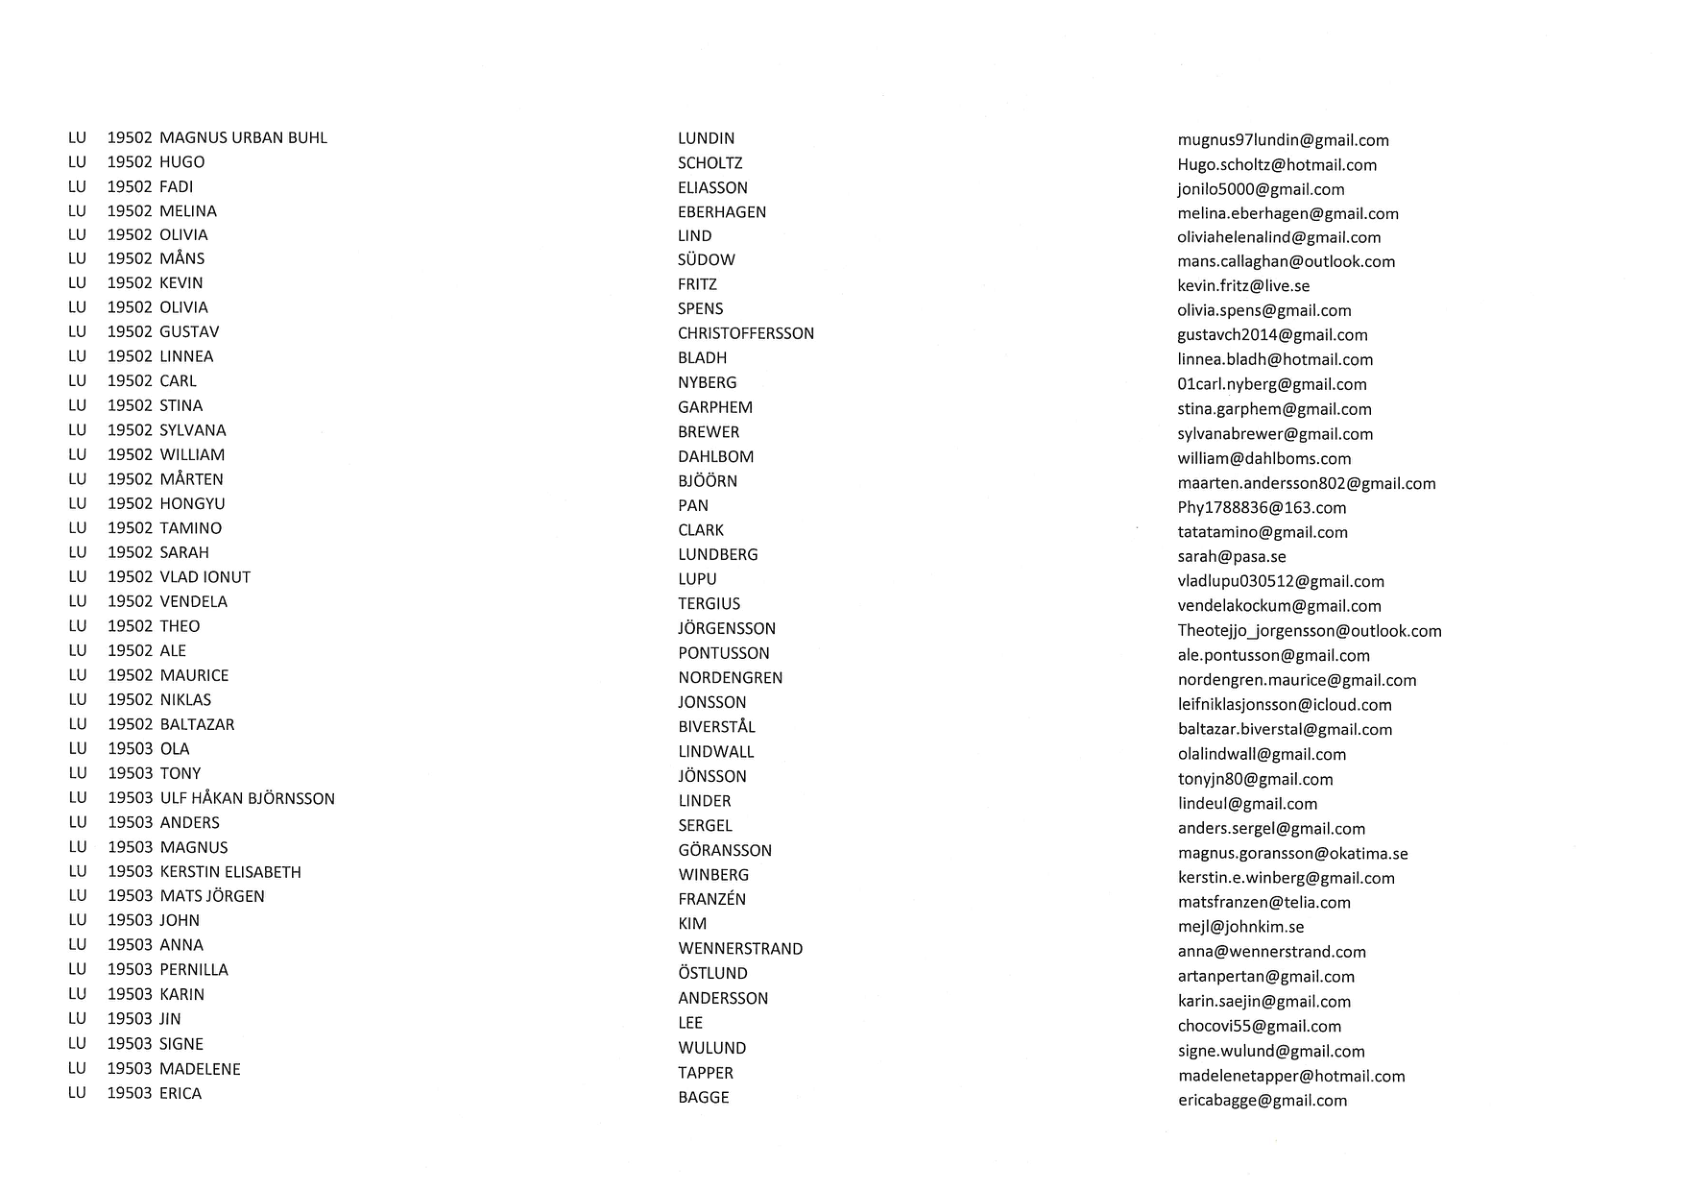 LU 19502 MAGNUS URBAN BUHL LUNDIN mugnus97lundin@gmail.com
LU 19502 HUGO SCHOLTZ Hugo.scholtz@hotmail.com
LU 19502 FADI ELIASSON jonilo5000@gmail.com
LU 19502 MELINA EBERHAGEN melina.eberhagen@gmail.com
LU 19502 OLIVIA LIND oliviahelenalind@gmail.com
LU 19502 MÅNS SÜDOW mans.callaghan@outlook.com
LU 19502 KEVIN FRITZ kevin.fritz@live.se
LU 19502 OLIVIA SPENS olivia.spens@gmail.com
LU 19502 GUSTAV CHRISTOFFERSSON gustavch2014@gmail.com
LU 19502 LINNEA BLADH linnea.bladh@hotmail.com
LU 19502 CARL NYBERG 01carl.nyberg@gmail.com
LU 19502 STINA GARPHEM stina.garphem@gmail.com
LU 19502 SYLVANA BREWER sylvanabrewer@gmail.com
LU 19502 WILLIAM DAHLBOM william@dahlboms.com
LU 19502 MÅRTEN BJÖÖRN maarten.andersson802@gmail.com
LU 19502 HONGYU PAN Phy1788836@163.com
LU 19502 TAMINO CLARK tatatamino@gmail.com
LU 19502 SARAH LUNDBERG sarah@pasa.se
LU 19502 VLAD IONUT LUPU vladlupu030512@gmail.com
LU 19502 VENDELA TERGIUS vendelakockum@gmail.com
LU 19502 THEO JÖRGENSSON Theotejjo_jorgensson@outlook.com
LU 19502 ALE PONTUSSON ale.pontusson@gmail.com
LU 19502 MAURICE NORDENGREN nordengren.maurice@gmail.com
LU 19502 NIKLAS JONSSON leifniklasjonsson@icloud.com
LU 19502 BALTAZAR BIVERSTÅL baltazar.biverstal@gmail.com
LU 19503 OLA LINDWALL olalindwall@gmail.com
LU 19503 TONY JÖNSSON tonyjn80@gmail.com
LU 19503 ULF HÅKAN BJÖRNSSON LINDER lindeul@gmail.com
LU 19503 ANDERS SERGEL anders.sergel@gmail.com
LU 19503 MAGNUS GÖRANSSON magnus.goransson@okatima.se
LU 19503 KERSTIN ELISABETH WINBERG kerstin.e.winberg@gmail.com
LU 19503 MATS JÖRGEN FRANZÉN matsfranzen@telia.com
LU 19503 JOHN KIM mejl@johnkim.se
LU 19503 ANNA WENNERSTRAND anna@wennerstrand.com
LU 19503 PERNILLA ÖSTLUND artanpertan@gmail.com
LU 19503 KARIN ANDERSSON karin.saejin@gmail.com
LU 19503 JIN LEE chocovi55@gmail.com
LU 19503 SIGNE WULUND signe.wulund@gmail.com
LU 19503 MADELENE TAPPER madelenetapper@hotmail.com
LU 19503 ERICA BAGGE ericabagge@gmail.com